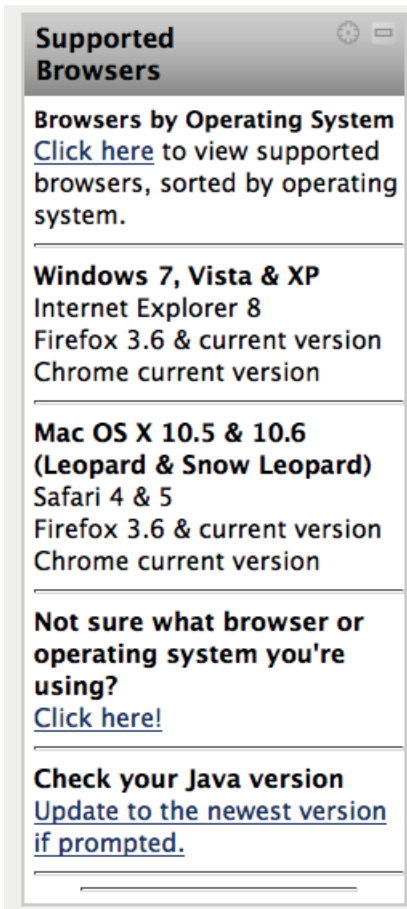 Supported
Browsers
Browsers by Operating System
Click here to view supported
browsers, sorted by operating
system.
Windows 7, Vista & XP
Internet Explorer 8
Firefox 3.6 & current version
Chrome current version
Mac OS X 10.5 & 10.6
(Leopard & Snow Leopard)
Safari 4 & 5
Firefox 3.6 & current version
Chrome current version
Not sure what browser or
operating system you're
using?
Click here!
Check your Java version
Update to the newest version
if prompted.